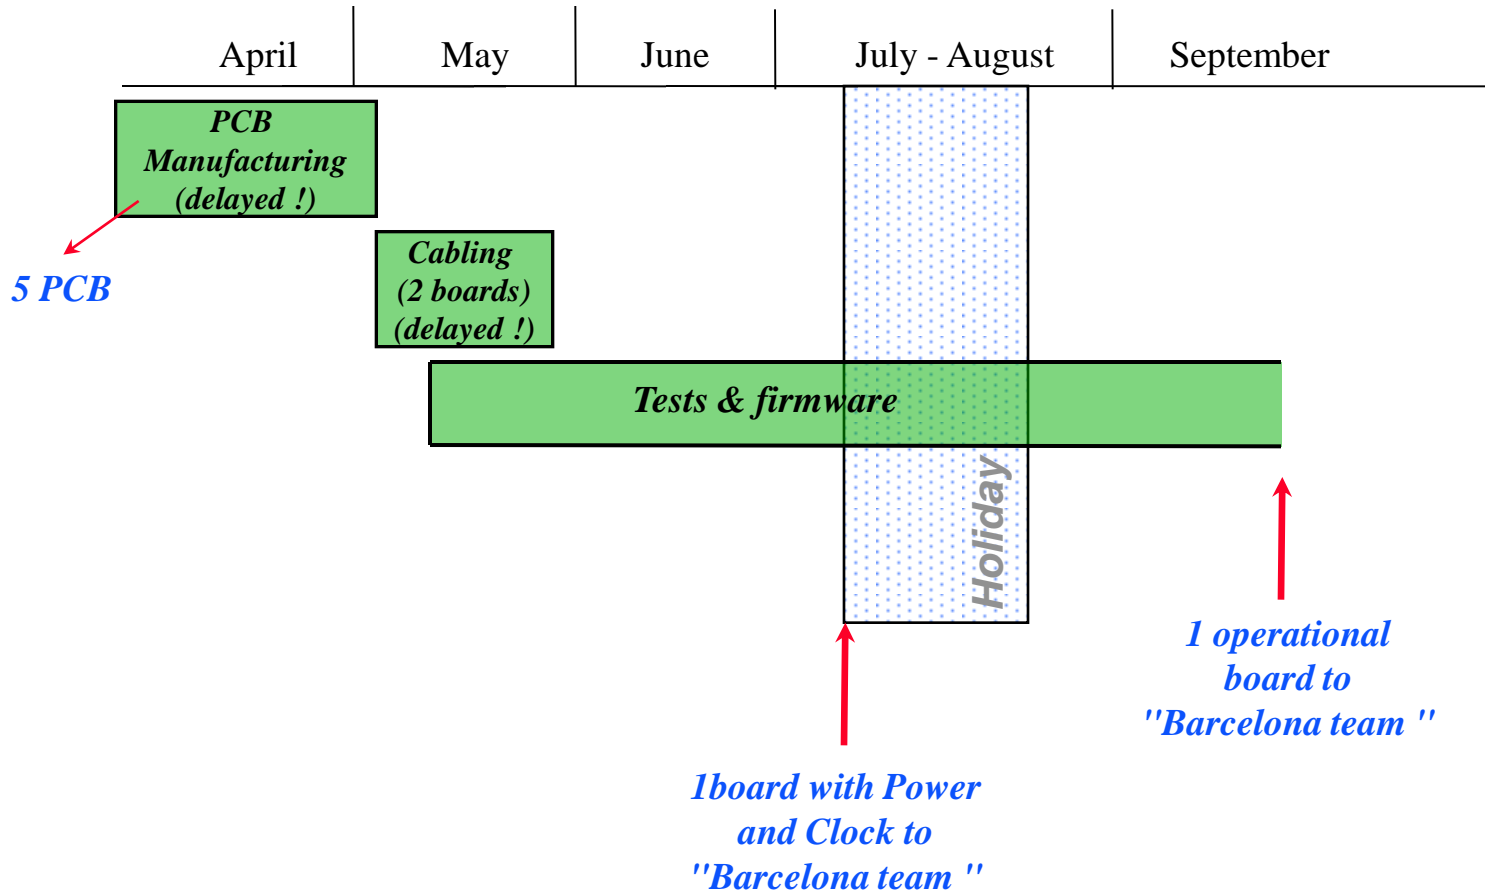 April May June July - August September
PCB
Manufacturing
(delayed !)
5 PCB
Cabling
(2 boards)
(delayed !)
Tests & firmware
Holiday
1 operational
board to
"Barcelona team "
1board with Power
and Clock to
"Barcelona team "